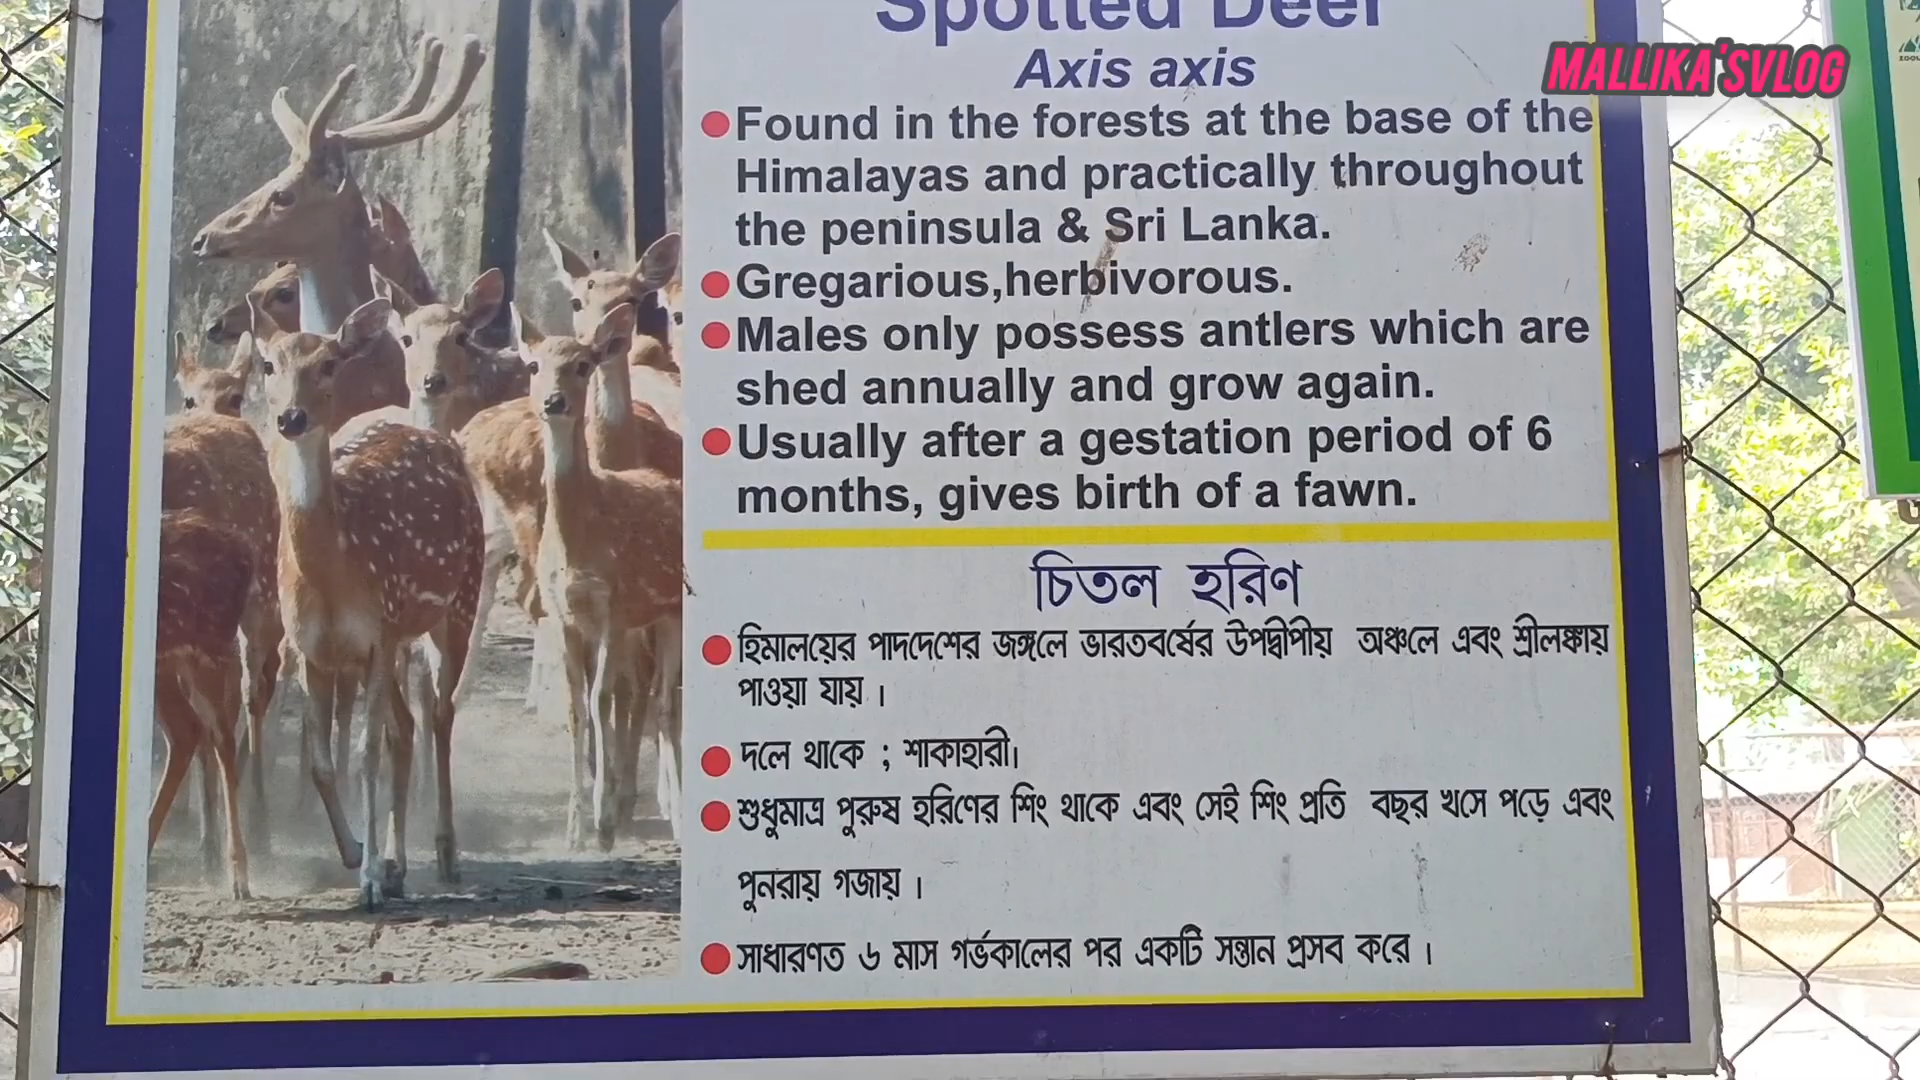 Spotted Deer
Axis axis
MALLIKA'SVLOG
Found in the forests at the base of the
Himalayas and practically throughout
the peninsula & Sri Lanka.
Gregarious,herbivorous.
Males only possess antlers which are
shed annually and grow again.
Usually after a gestation period of 6
months, gives birth of a fawn.
চিতল হরিণ
হিমালয়ের পাদদেশের জঙ্গলে ভারতবর্ষের উপদ্বীপীয় অঞ্চলে এবং শ্রীলঙ্কায়
পাওয়া যায় ।
দলে থাকে ; শাকাহারী।
শুধুমাত্র পুরুষ হরিণের শিং থাকে এবং সেই শিং প্রতি বছর খসে পড়ে এবং
পুনরায় গজায় ।
সাধারণত ৬ মাস গর্ভকালের পর একটি সন্তান প্রসব করে ।